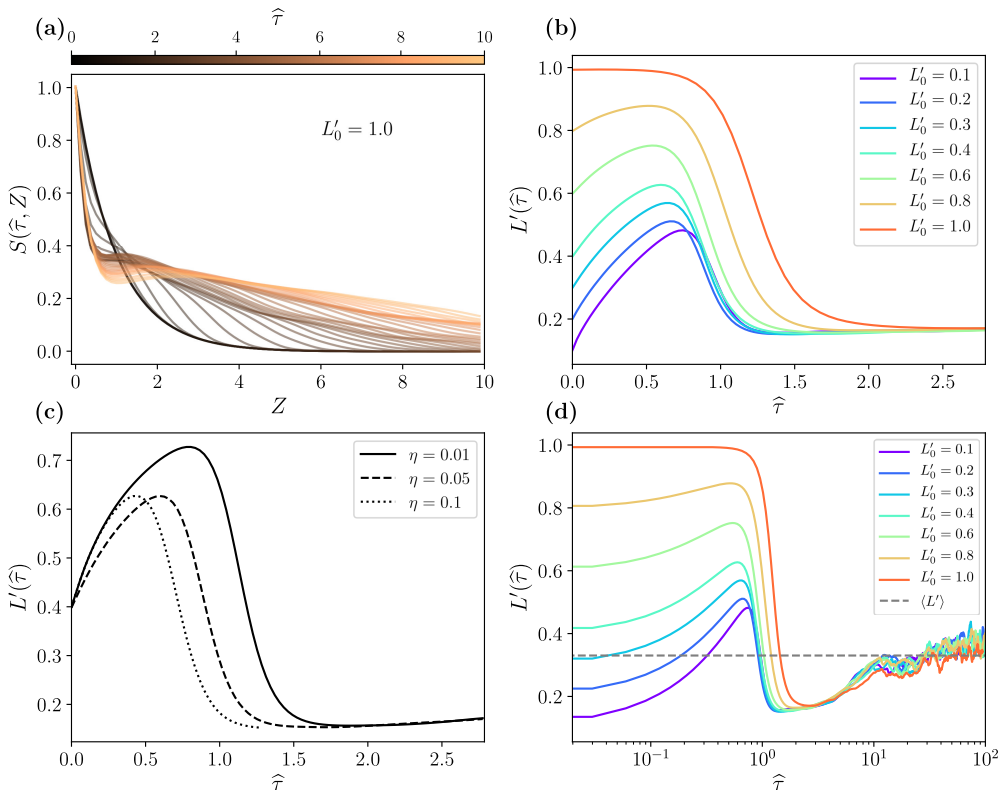 (a)
τ̂
0 2 4 6 8 10
L′₀ = 1.0
S(τ̂, Z)
1.0
0.8
0.6
0.4
0.2
0.0
0 2 4 6 8 10
Z
(b)
L′(τ̂)
1.0
0.8
0.6
0.4
0.2
L′₀ = 0.1
L′₀ = 0.2
L′₀ = 0.3
L′₀ = 0.4
L′₀ = 0.6
L′₀ = 0.8
L′₀ = 1.0
0.0 0.5 1.0 1.5 2.0 2.5
τ̂
(c)
L′(τ̂)
0.7
0.6
0.5
0.4
0.3
0.2
η = 0.01
η = 0.05
η = 0.1
0.0 0.5 1.0 1.5 2.0 2.5
τ̂
(d)
L′(τ̂)
1.0
0.8
0.6
0.4
0.2
L′₀ = 0.1
L′₀ = 0.2
L′₀ = 0.3
L′₀ = 0.4
L′₀ = 0.6
L′₀ = 0.8
L′₀ = 1.0
⟨L′⟩
10⁻¹ 10⁰ 10¹ 10²
τ̂